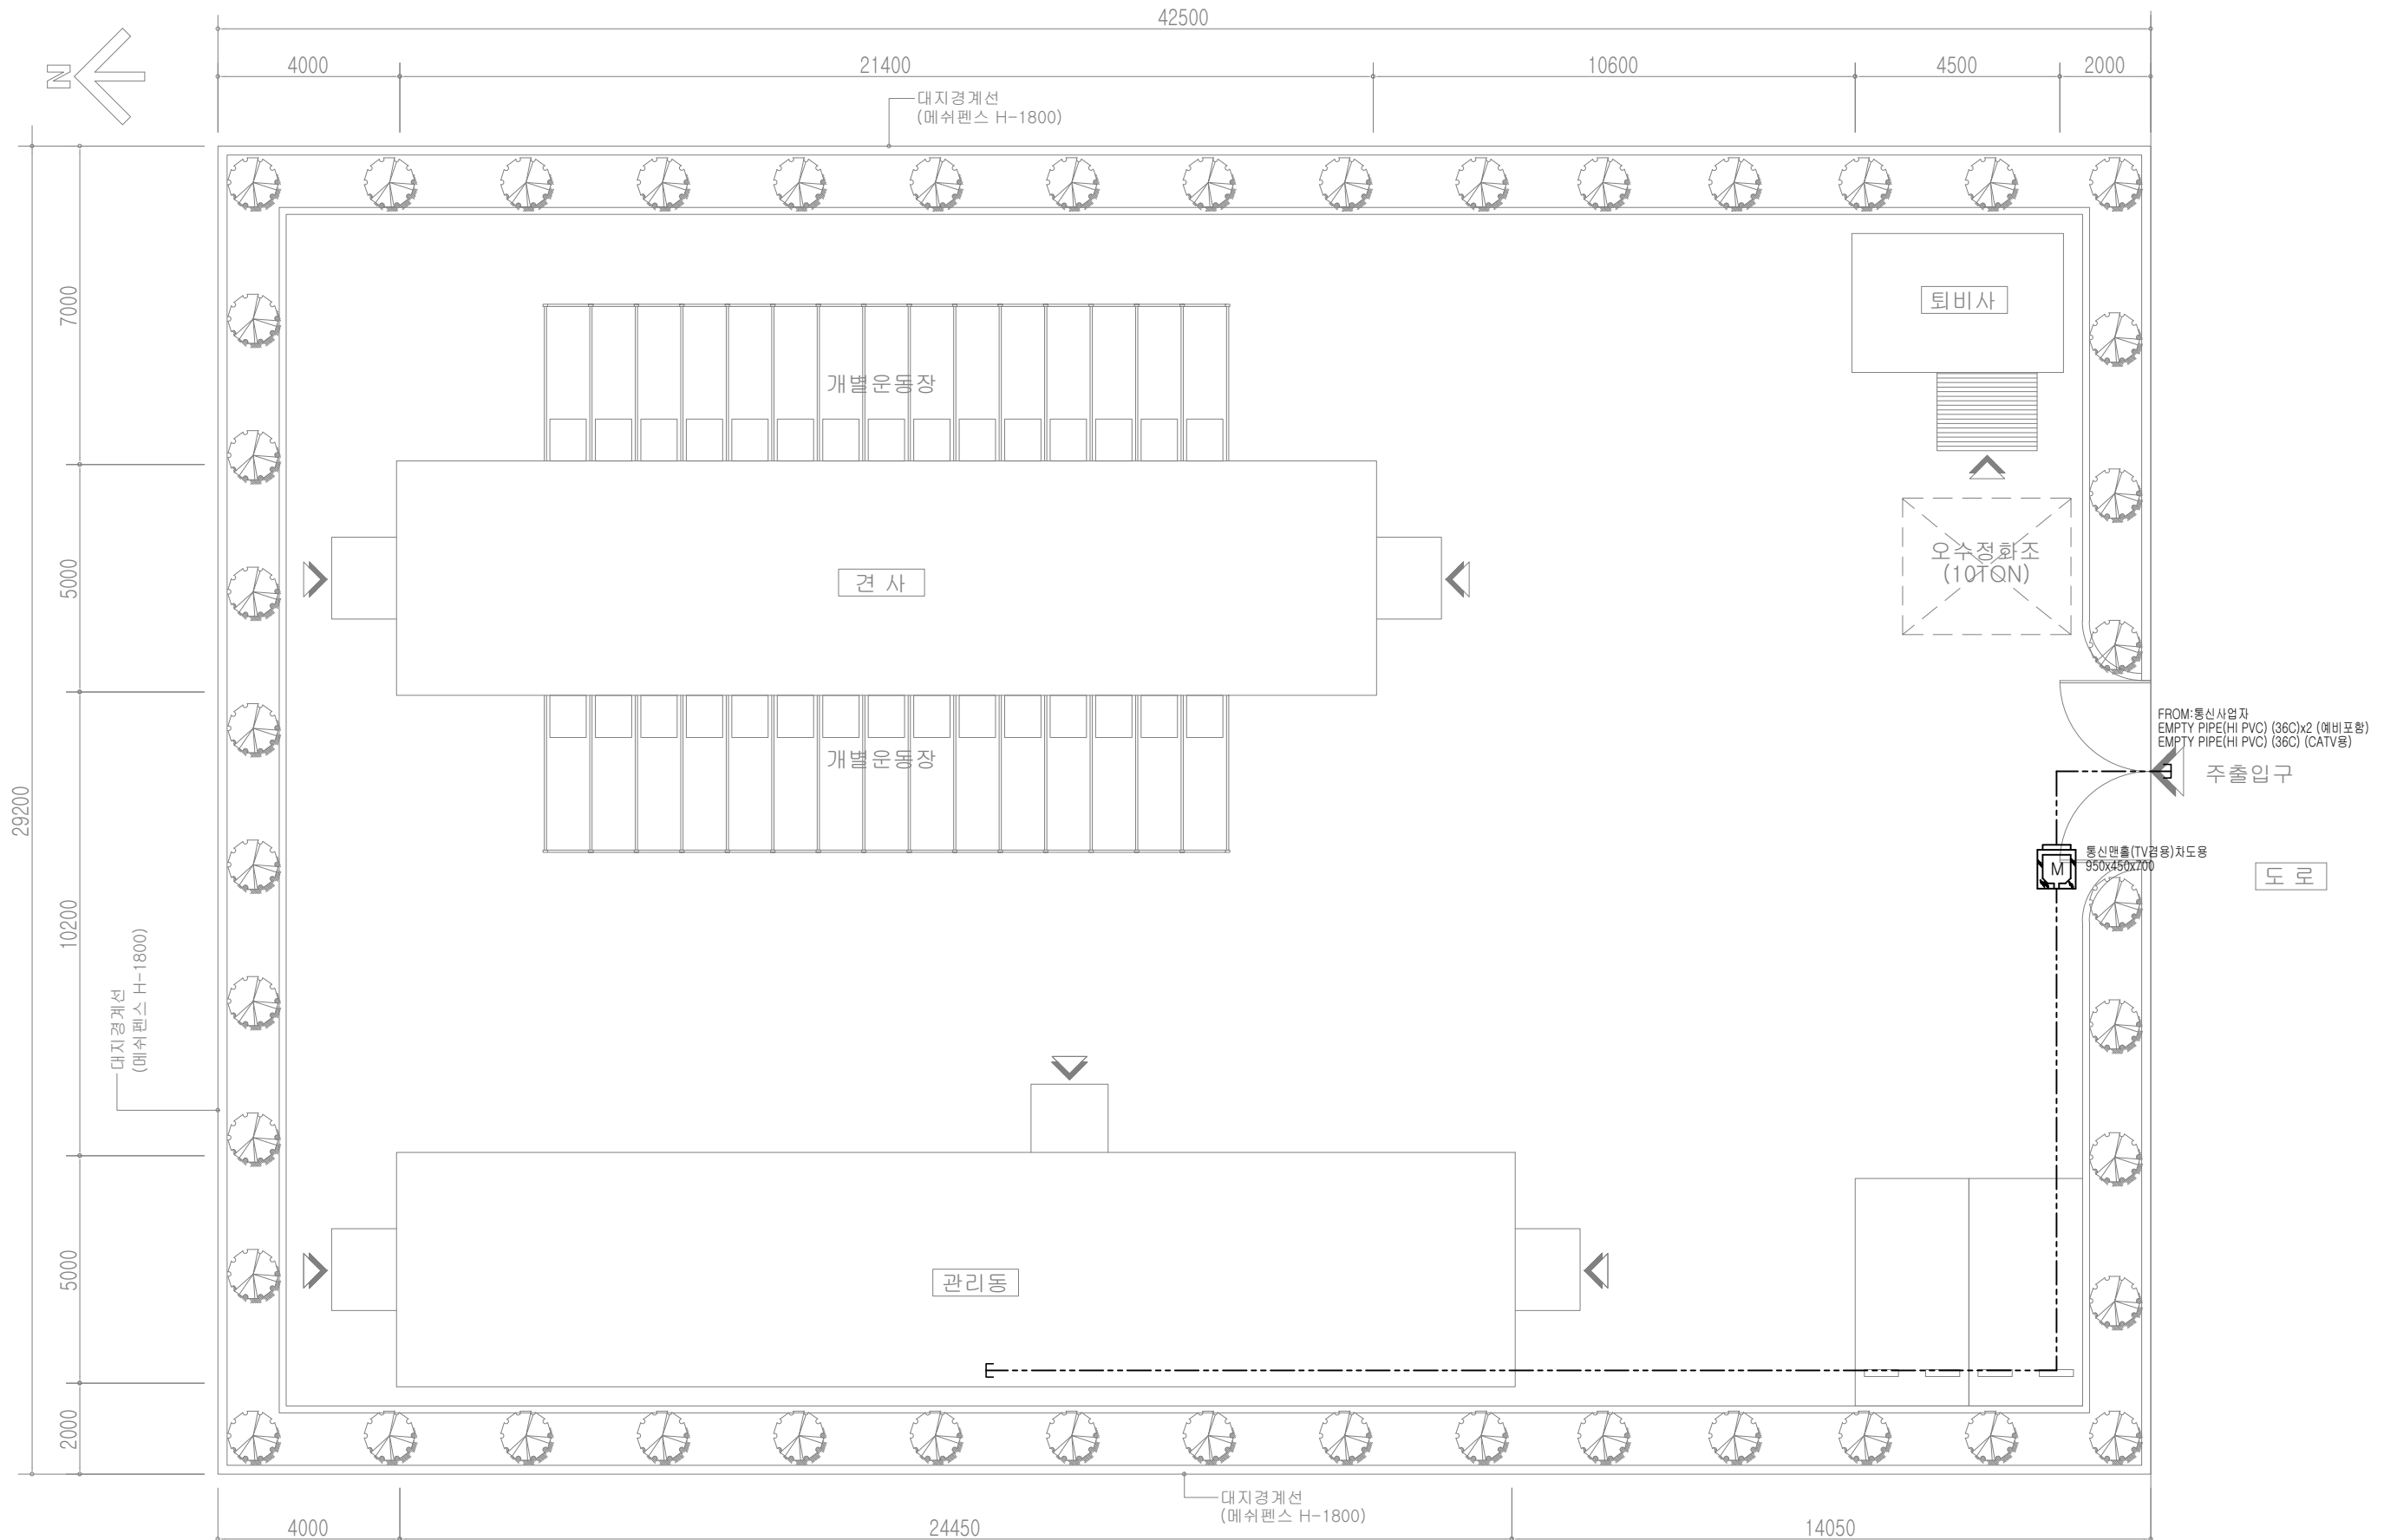 42500
4000
21400
10600
4500
2000
N
대지경계선
(메쉬펜스 H-1800)
29200
7000
5000
10200
5000
2000
대지경계선
(메쉬펜스 H-1800)
개별운동장
견 사
개별운동장
퇴비사
오수정화조
(10TON)
FROM:통신사업자
EMPTY PIPE(HI PVC) (36C)x2 (예비포함)
EMPTY PIPE(HI PVC) (36C) (CATV용)
주출입구
통신맨홀(TV겸용)차도용
950x450x700
M
도 로
관리동
대지경계선
(메쉬펜스 H-1800)
4000
24450
14050